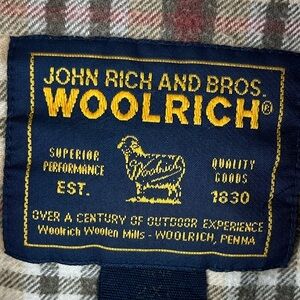 JOHN RICH AND BROS.
WOOLRICH®
SUPERIOR
PERFORMANCE
EST.
Woolrich
QUALITY
GOODS
1830
OVER A CENTURY OF OUTDOOR EXPERIENCE
Woolrich Woolen Mills - WOOLRICH, PENNA